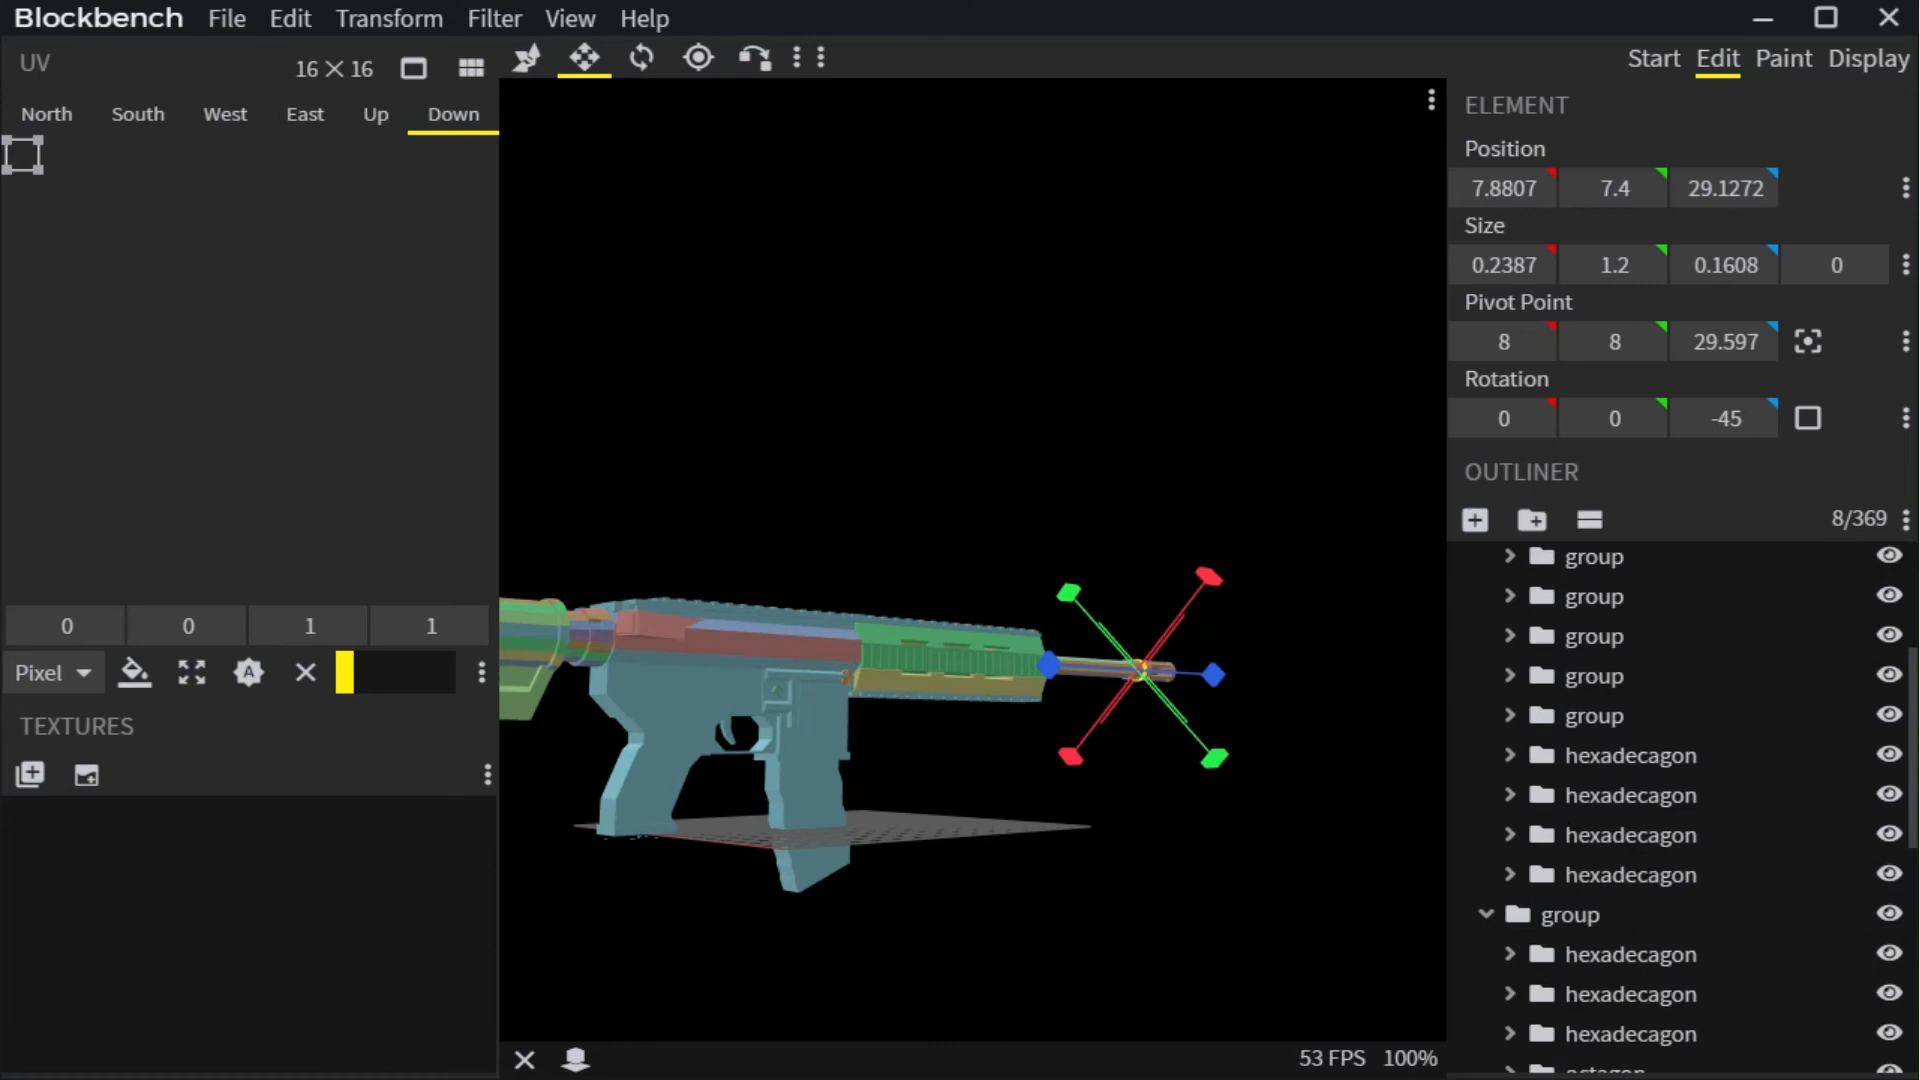 Blockbench File Edit Transform Filter View Help
UV
16 × 16
Start Edit Paint Display
North South West East Up Down
ELEMENT
Position
7.8807 7.4 29.1272
Size
0.2387 1.2 0.1608 0
Pivot Point
8 8 29.597
Rotation
0 0 -45
OUTLINER
8/369
group
group
group
group
group
hexadecagon
hexadecagon
hexadecagon
hexadecagon
group
hexadecagon
hexadecagon
hexadecagon
octagon
0 0 1 1
Pixel
TEXTURES
53 FPS 100%